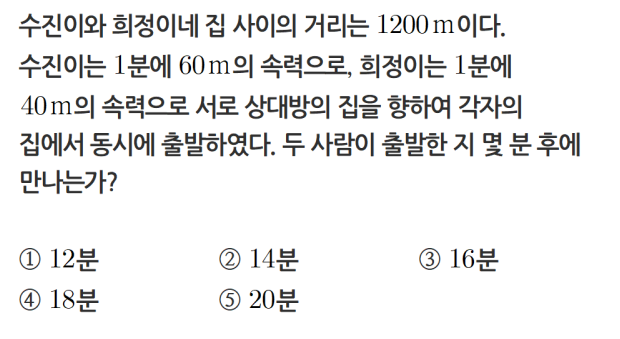 수진이와 희정이네 집 사이의 거리는 1200 m이다.
수진이는 1분에 60 m의 속력으로, 희정이는 1분에
40 m의 속력으로 서로 상대방의 집을 향하여 각자의
집에서 동시에 출발하였다. 두 사람이 출발한 지 몇 분 후에
만나는가?
① 12분 ② 14분 ③ 16분
④ 18분 ⑤ 20분